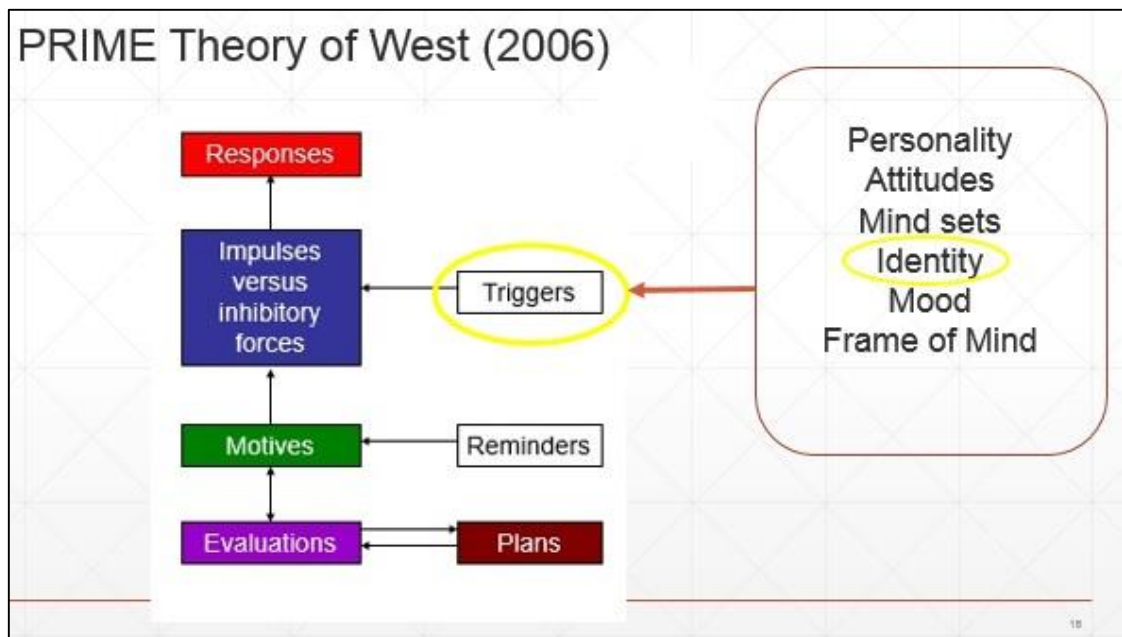 PRIME Theory of West (2006)
Responses
Impulses
versus
inhibitory
forces
Triggers
Motives
Reminders
Evaluations
Plans
Personality
Attitudes
Mind sets
Identity
Mood
Frame of Mind
18